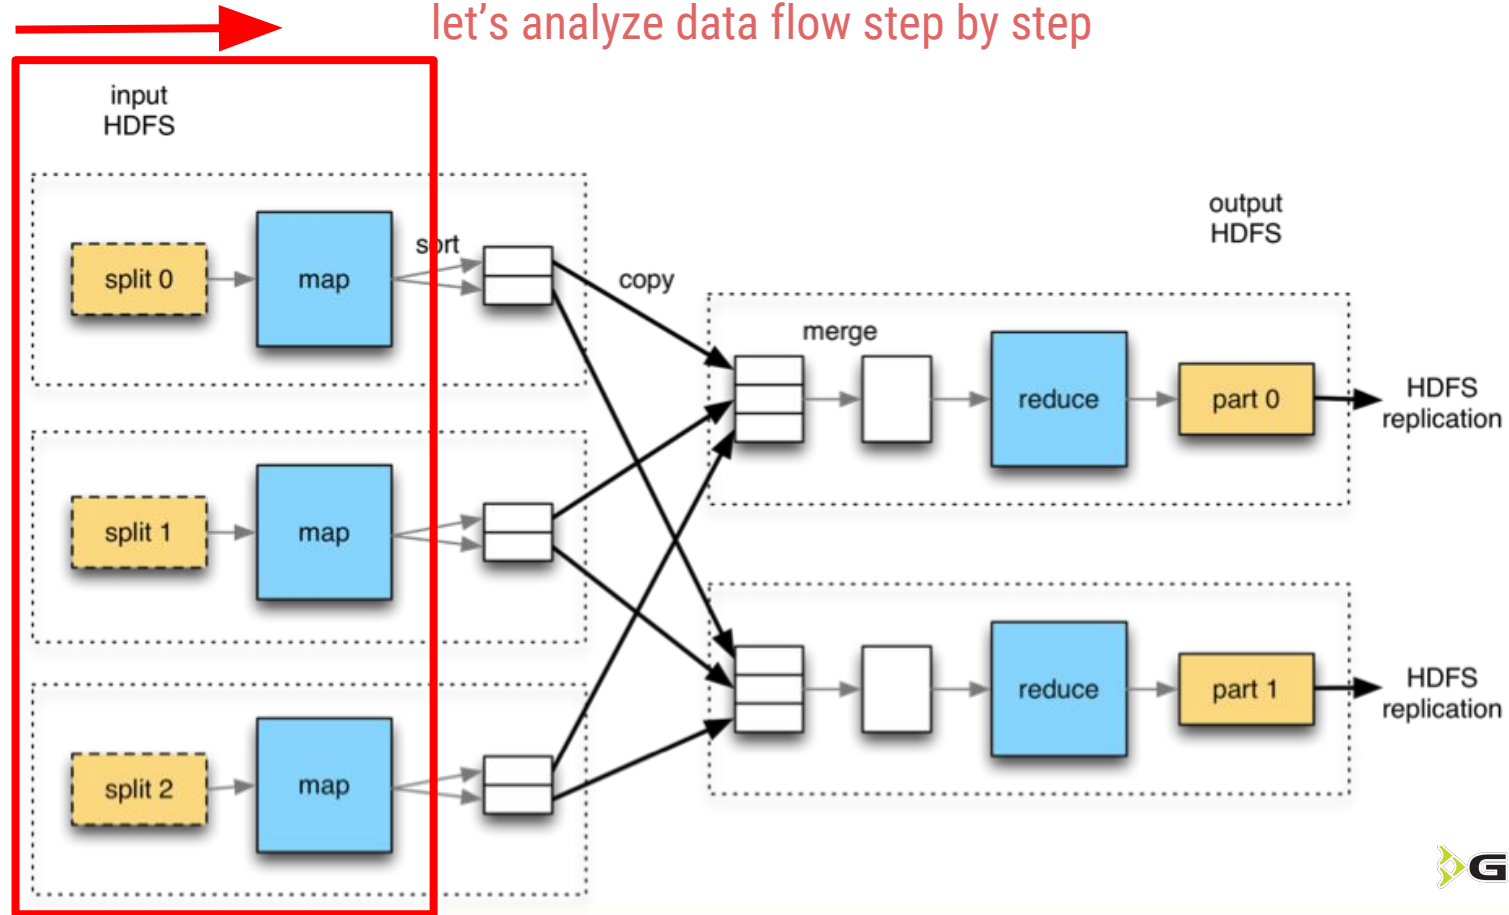 let’s analyze data flow step by step
input
HDFS
split 0
map
sort
copy
split 1
map
split 2
map
output
HDFS
merge
reduce
part 0
HDFS
replication
reduce
part 1
HDFS
replication
G